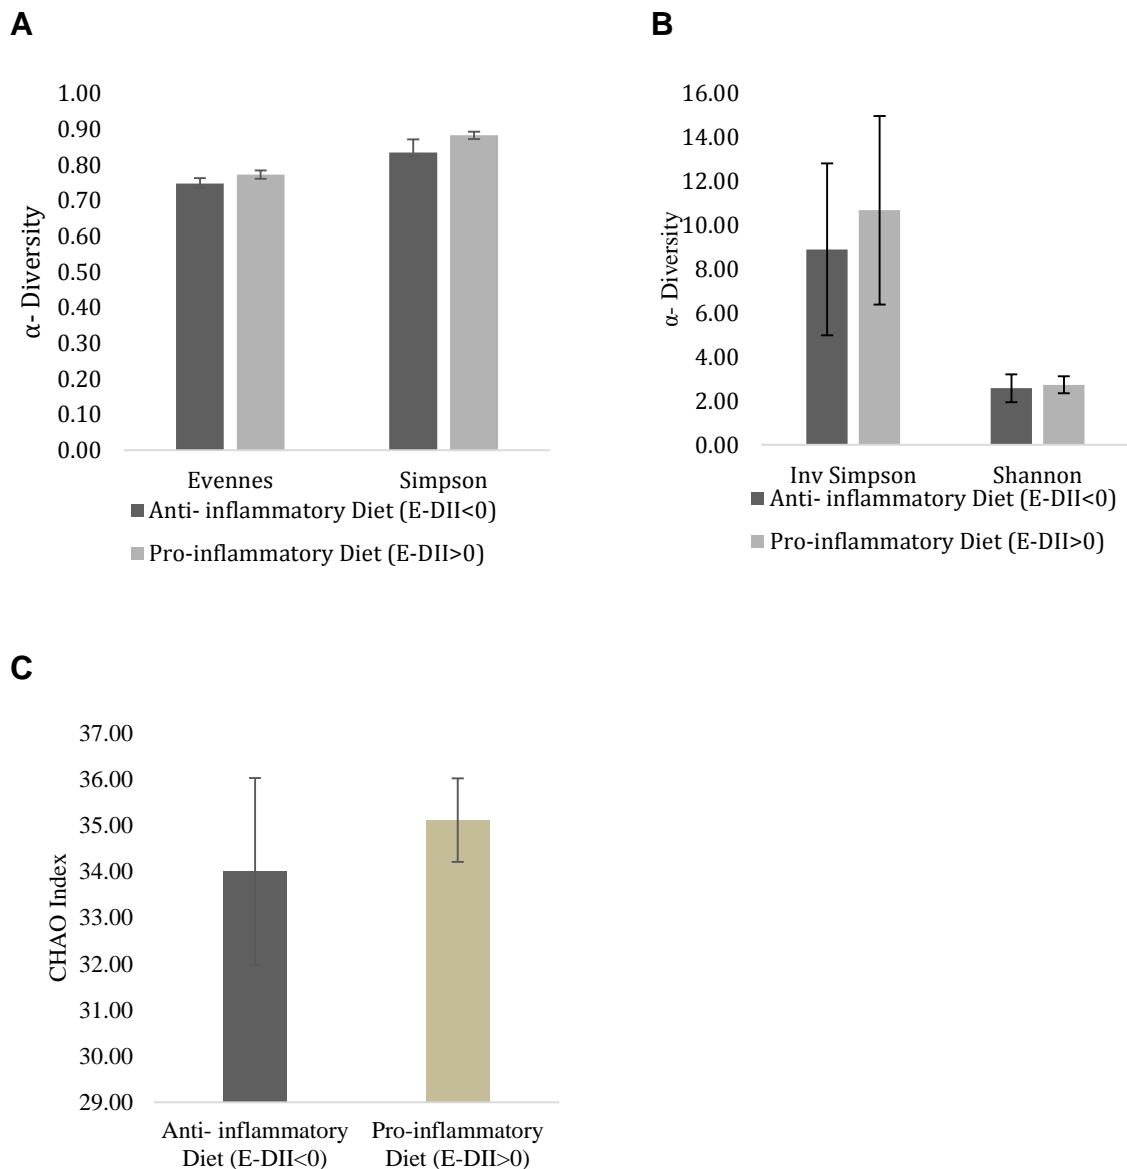 A
1.00
0.90
0.80
0.70
0.60
0.50
0.40
0.30
0.20
0.10
0.00
α- Diversity
Evennes Simpson
Anti- inflammatory Diet (E-DII<0)
Pro-inflammatory Diet (E-DII>0)
B
16.00
14.00
12.00
10.00
8.00
6.00
4.00
2.00
0.00
α- Diversity
Inv Simpson Shannon
Anti- inflammatory Diet (E-DII<0)
Pro-inflammatory Diet (E-DII>0)
C
37.00
36.00
35.00
34.00
33.00
32.00
31.00
30.00
29.00
CHAO Index
Anti- inflammatory
Diet (E-DII<0)
Pro-inflammatory
Diet (E-DII>0)